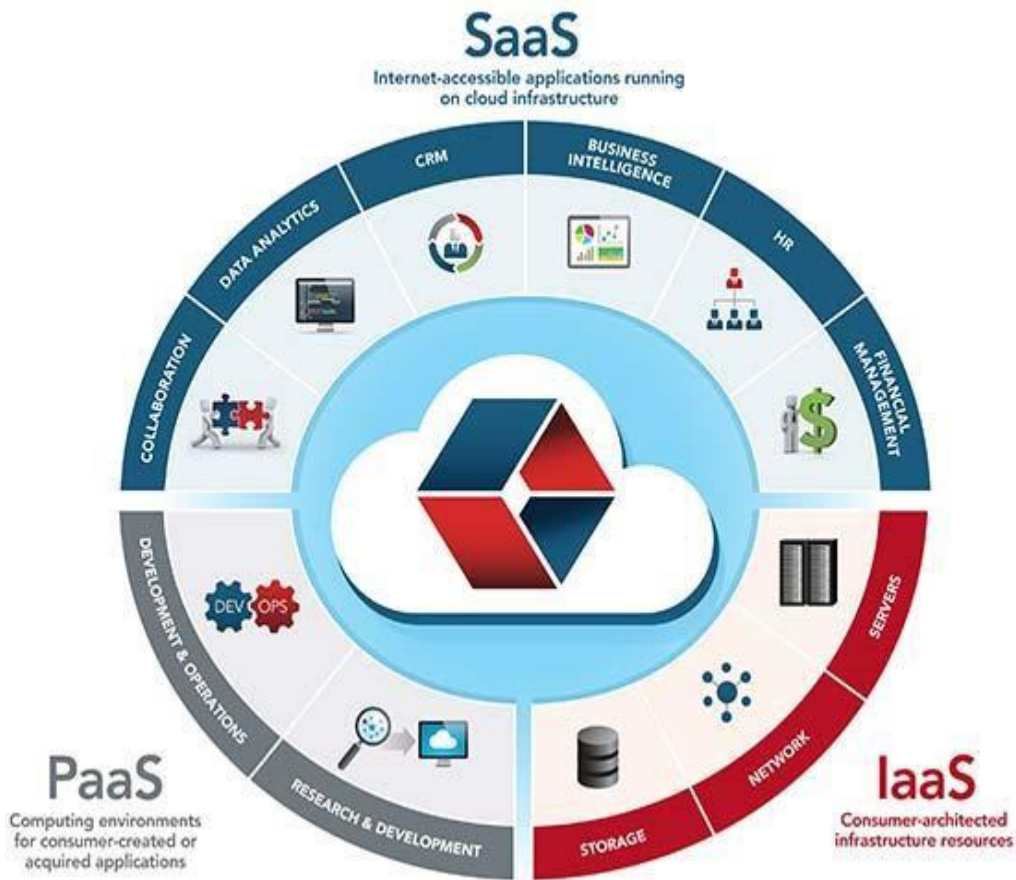 SaaS
Internet-accessible applications running
on cloud infrastructure
COLLABORATION
DATA ANALYTICS
CRM
BUSINESS
INTELLIGENCE
HR
FINANCIAL
MANAGEMENT
DEVELOPMENT & OPERATIONS
DEV OPS
RESEARCH & DEVELOPMENT
STORAGE
NETWORK
SERVERS
PaaS
Computing environments
for consumer-created or
acquired applications
IaaS
Consumer-architected
infrastructure resources